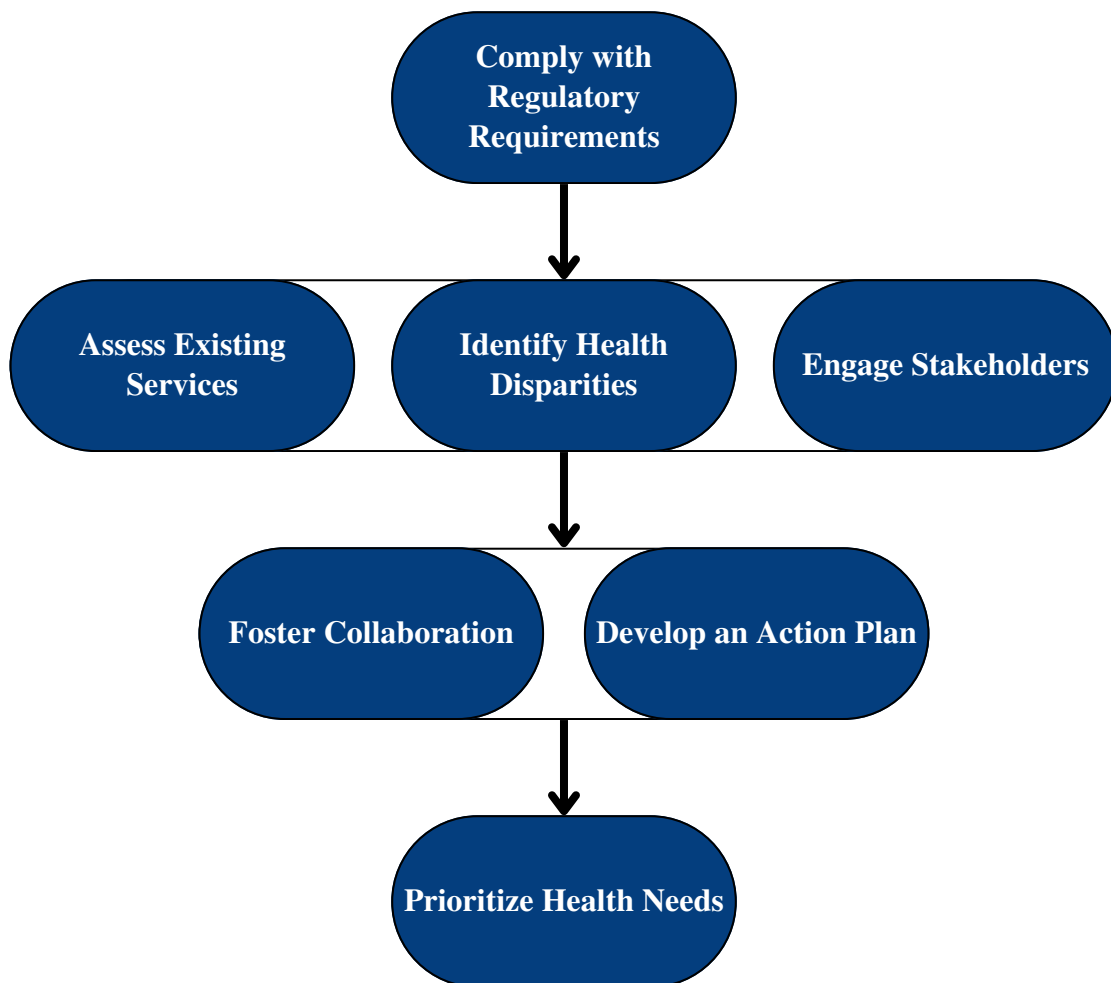 Comply with
Regulatory
Requirements
Assess Existing
Services
Identify Health
Disparities
Engage Stakeholders
Foster Collaboration
Develop an Action Plan
Prioritize Health Needs